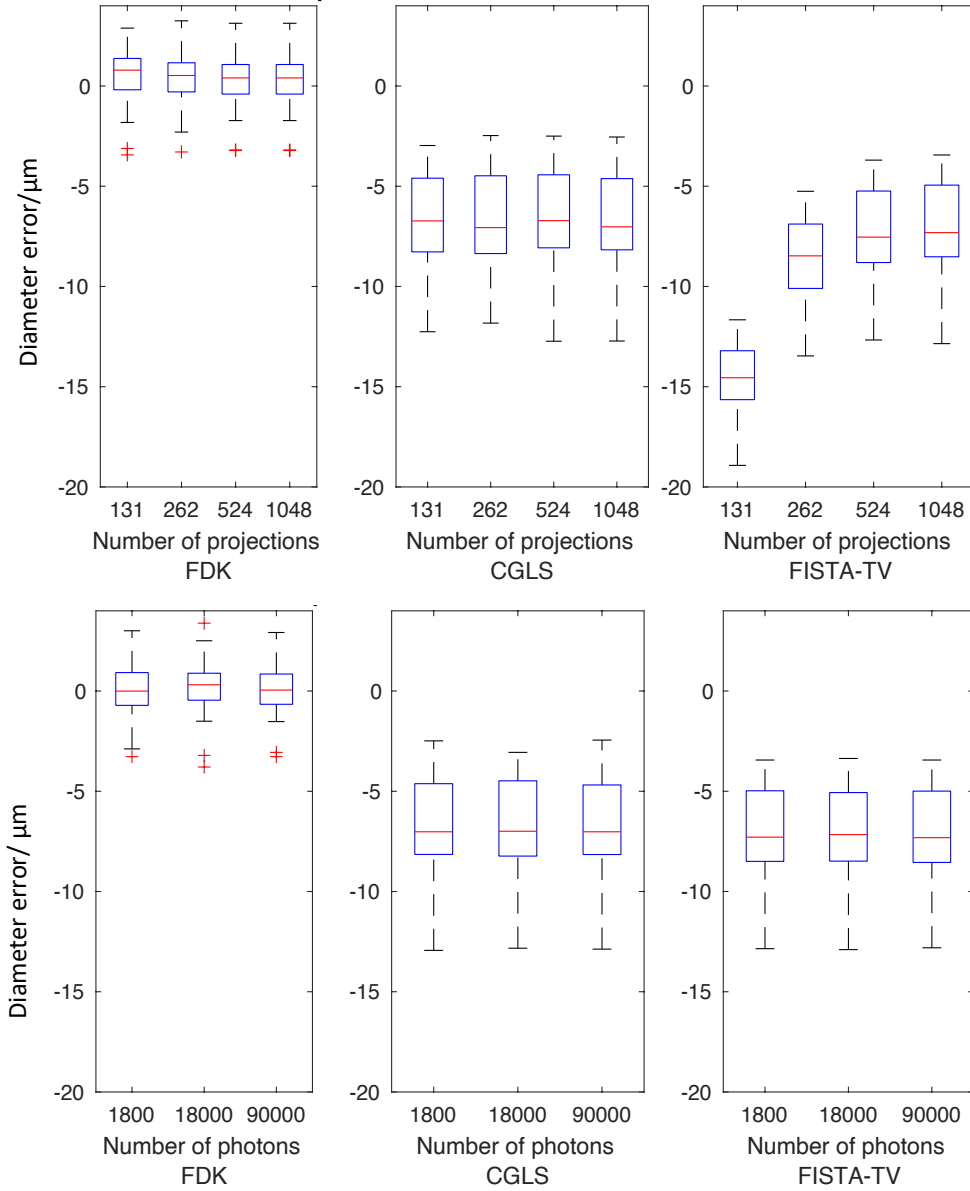 0
-5
-10
-15
-20
Diameter error/μm
131 262 524 1048
Number of projections
FDK
0
-5
-10
-15
-20
131 262 524 1048
Number of projections
CGLS
0
-5
-10
-15
-20
131 262 524 1048
Number of projections
FISTA-TV
0
-5
-10
-15
-20
Diameter error/ μm
1800 18000 90000
Number of photons
FDK
0
-5
-10
-15
-20
1800 18000 90000
Number of photons
CGLS
0
-5
-10
-15
-20
1800 18000 90000
Number of photons
FISTA-TV